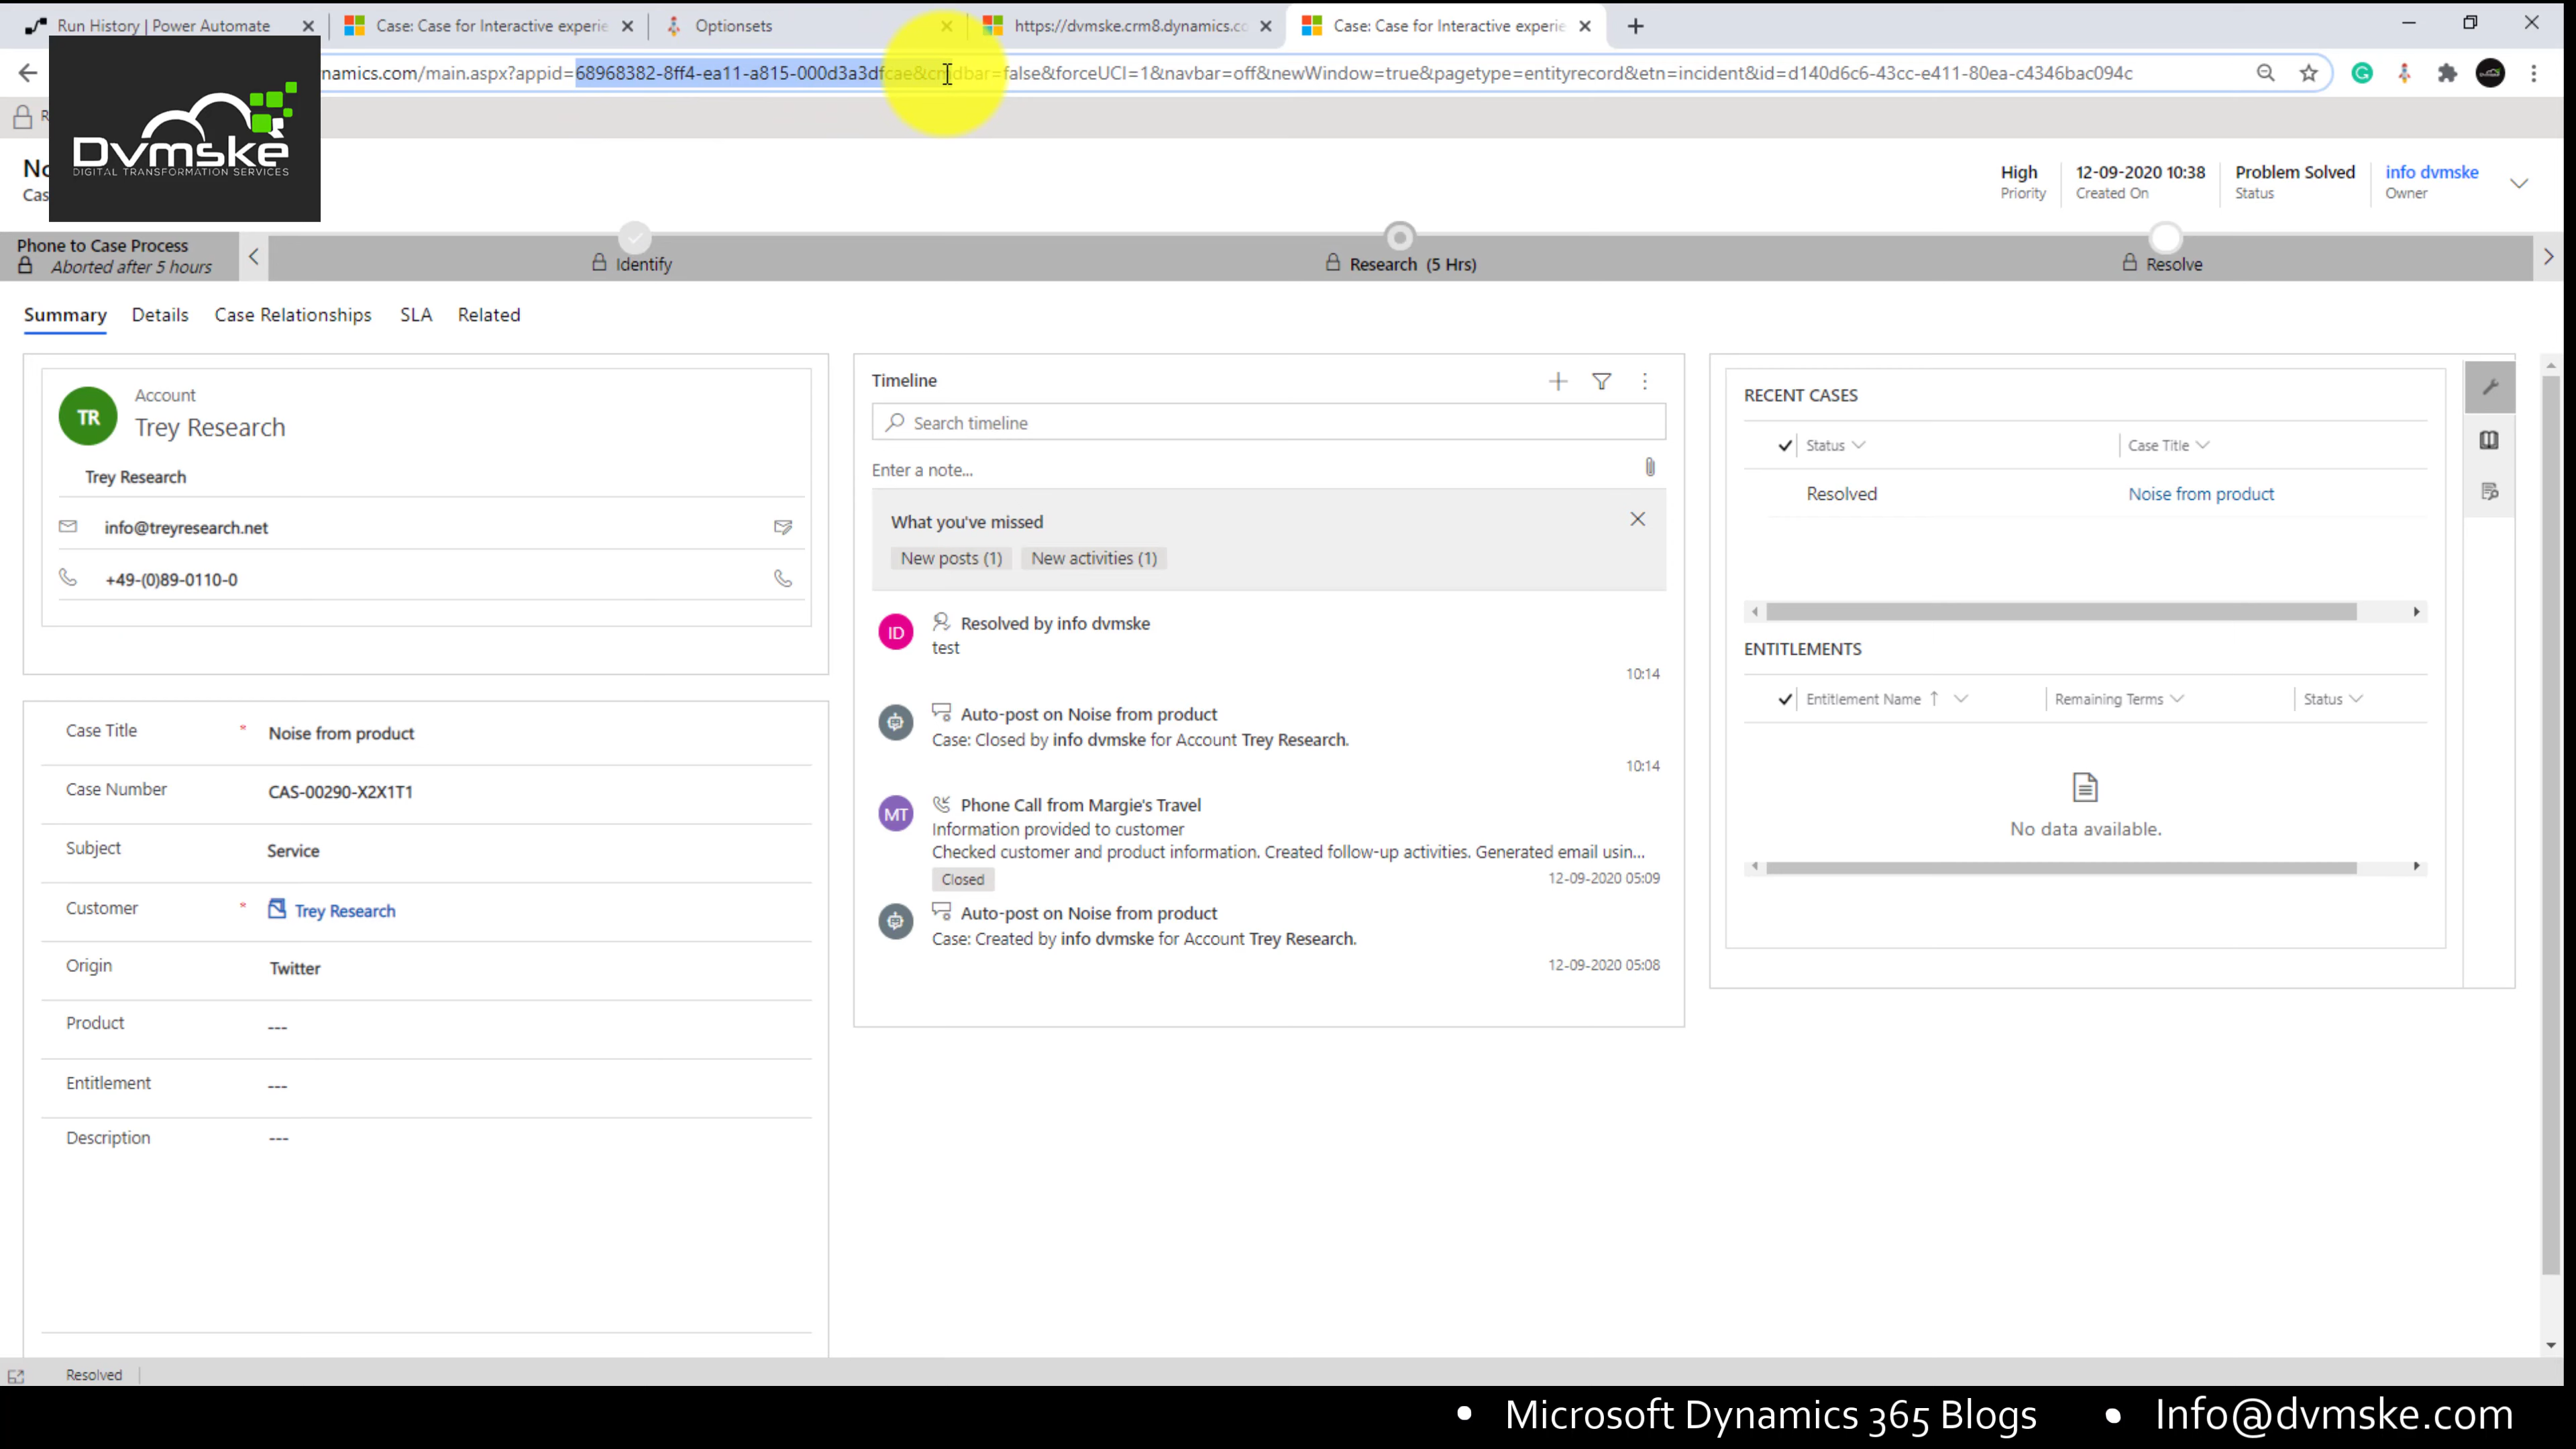 Run History | Power Automate
Case: Case for Interactive experie
Optionsets
https://dvmske.crm8.dynamics.co
Case: Case for Interactive experie
namics.com/main.aspx?appid=68968382-8ff4-ea11-a815-000d3a3dfcae&cmdbar=false&forceUCI=1&navbar=off&newWindow=true&pagetype=entityrecord&etn=incident&id=d140d6c6-43cc-e411-80ea-c4346bac094c
Dvmske
DIGITAL TRANSFORMATION SERVICES
High
Priority
12-09-2020 10:38
Created On
Problem Solved
Status
info dvmske
Owner
Phone to Case Process
Aborted after 5 hours
Identify
Research (5 Hrs)
Resolve
Summary
Details
Case Relationships
SLA
Related
TR
Account
Trey Research
Trey Research
info@treyresearch.net
+49-(0)89-0110-0
Case Title * Noise from product
Case Number CAS-00290-X2X1T1
Subject Service
Customer * Trey Research
Origin Twitter
Product ---
Entitlement ---
Description ---
Timeline
Search timeline
Enter a note...
What you've missed
New posts (1)
New activities (1)
ID
Resolved by info dvmske
test
10:14
Auto-post on Noise from product
Case: Closed by info dvmske for Account Trey Research.
10:14
MT
Phone Call from Margie's Travel
Information provided to customer
Checked customer and product information. Created follow-up activities. Generated email usin...
Closed
12-09-2020 05:09
Auto-post on Noise from product
Case: Created by info dvmske for Account Trey Research.
12-09-2020 05:08
RECENT CASES
Status
Case Title
Resolved
Noise from product
ENTITLEMENTS
Entitlement Name
Remaining Terms
Status
No data available.
Resolved
• Microsoft Dynamics 365 Blogs
• Info@dvmske.com